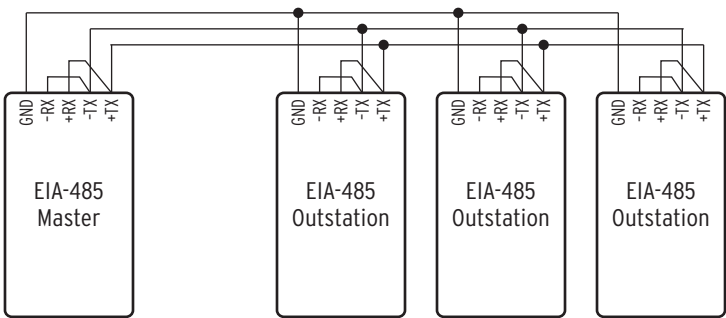 GND -RX +RX -TX +TX
GND -RX +RX -TX +TX
GND -RX +RX -TX +TX
GND -RX +RX -TX +TX
EIA-485
Master
EIA-485
Outstation
EIA-485
Outstation
EIA-485
Outstation